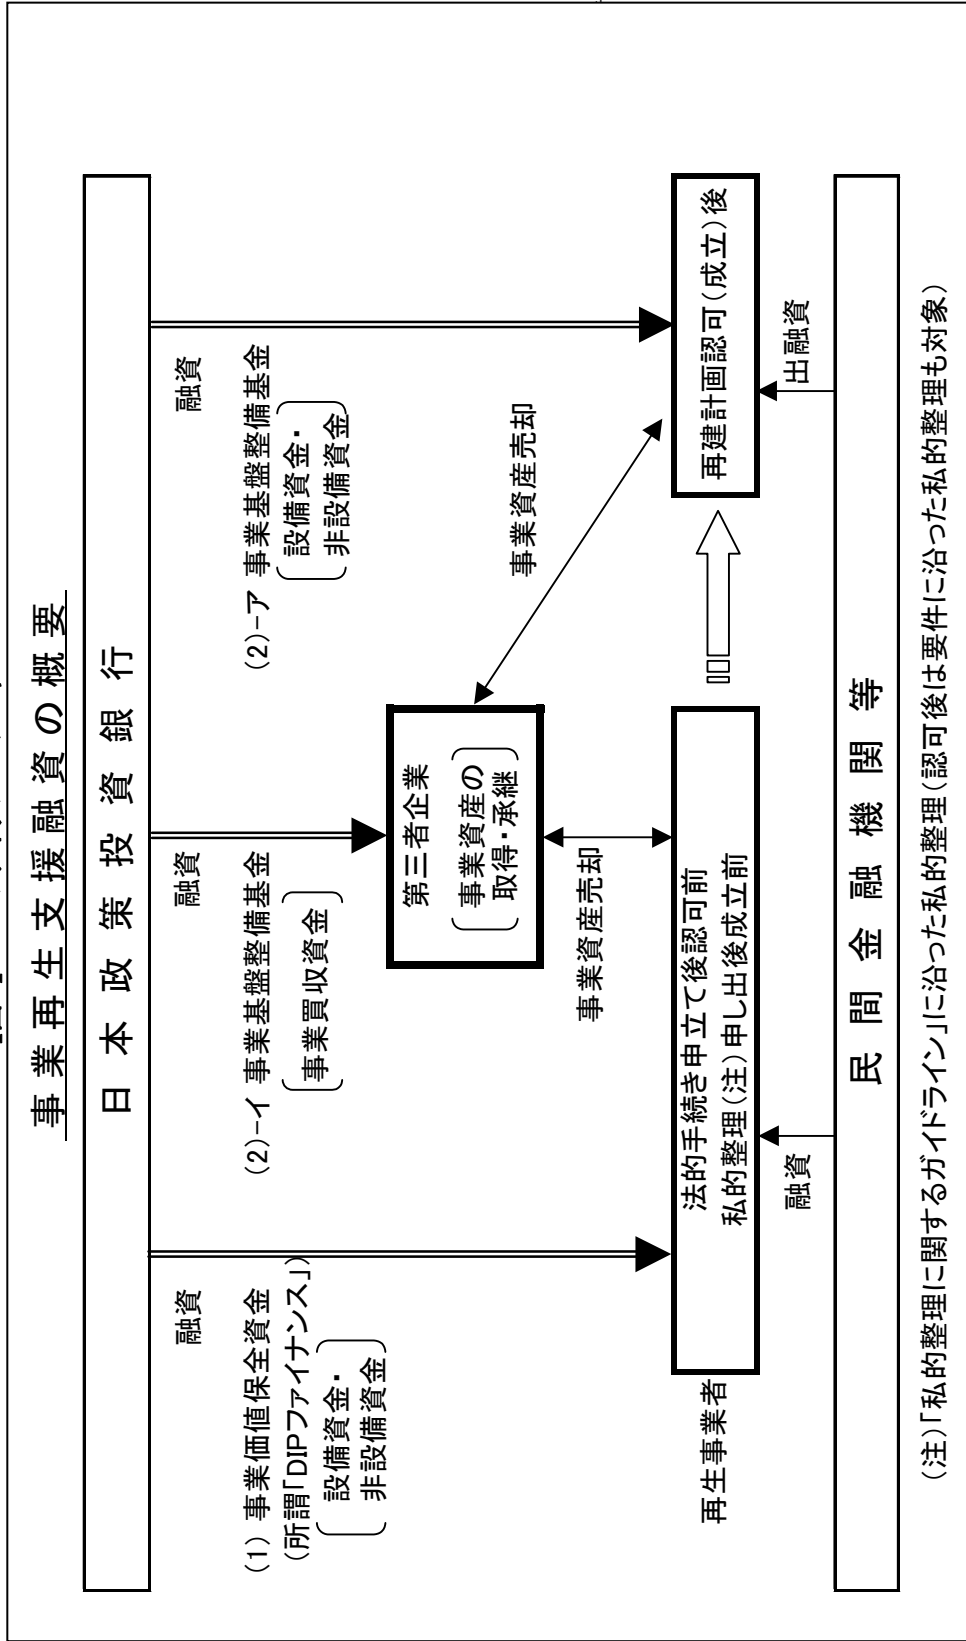 事業再生支援融資の概要
日本政策投資銀行
融資
(1) 事業価値保全資金
(所謂「DIPファイナンス」)
設備資金・
非設備資金
融資
(2)-イ 事業基盤整備基金
事業買収資金
融資
(2)-ア 事業基盤整備基金
設備資金・
非設備資金
第三者企業
事業資産の
取得・承継
事業資産売却
事業資産売却
再生事業者
法的手続き申立て後認可前
私的整理(注)申し出後成立前
再建計画認可(成立)後
融資
出融資
民間金融機関等
(注)「私的整理に関するガイドライン」に沿った私的整理(認可後は要件に沿った私的整理も対象)